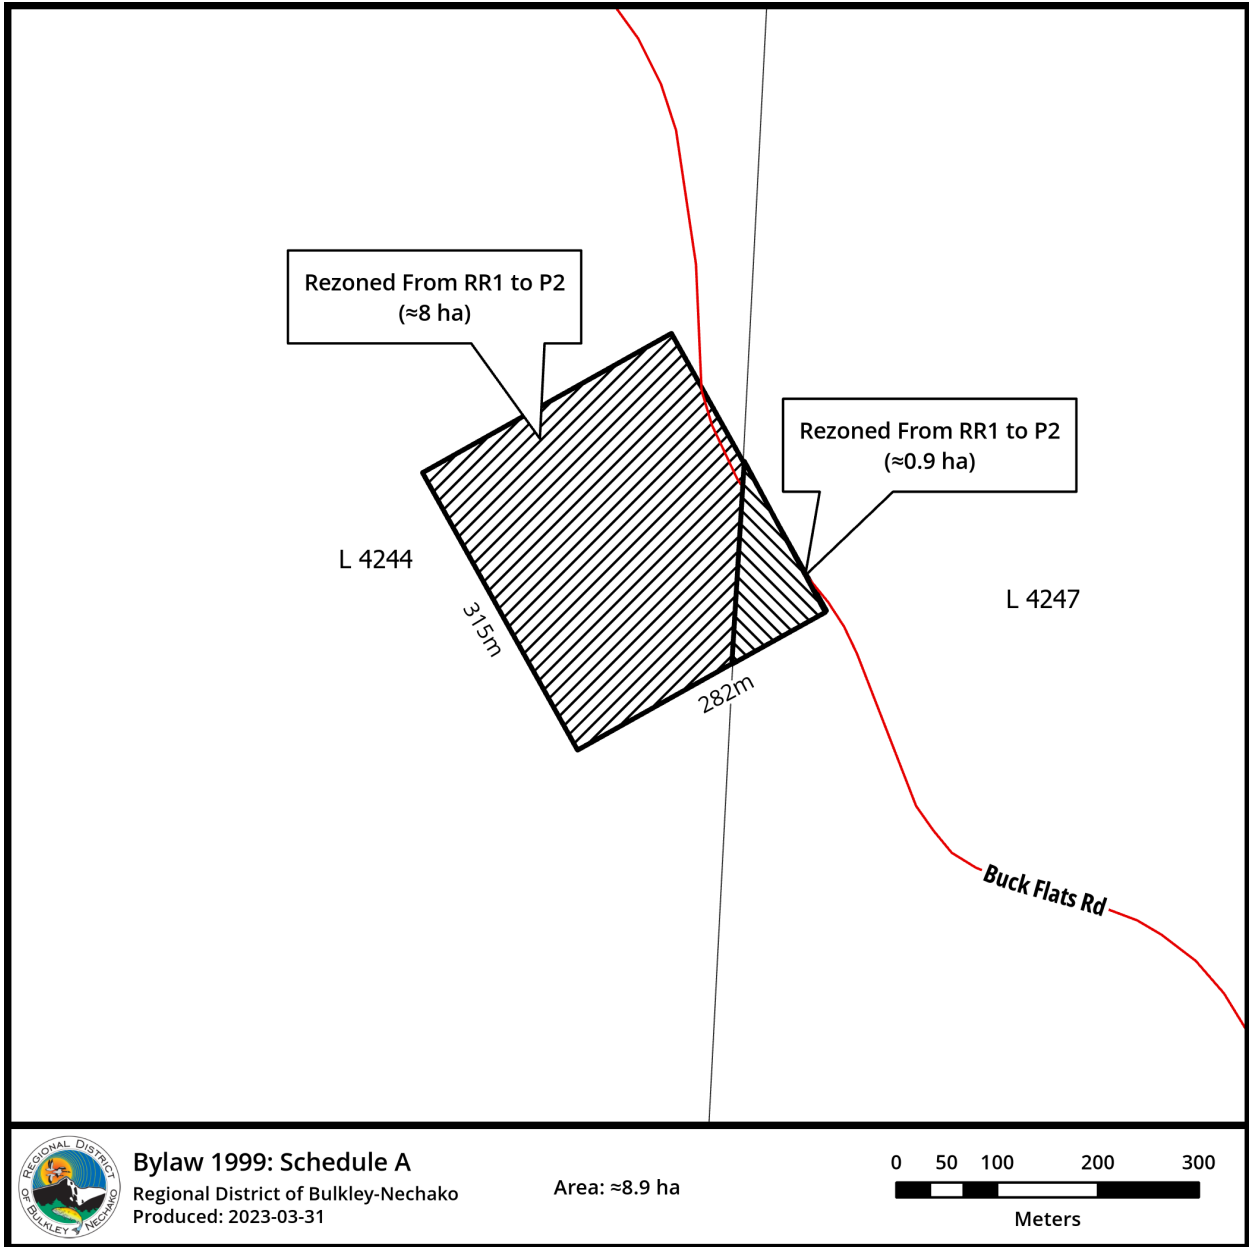 Rezoned From RR1 to P2
(≈8 ha)
Rezoned From RR1 to P2
(≈0.9 ha)
L 4244
L 4247
315m
282m
Buck Flats Rd
REGIONAL DISTRICT
OF BULKLEY NECHAKO
Bylaw 1999: Schedule A
Regional District of Bulkley-Nechako
Produced: 2023-03-31
Area: ≈8.9 ha
0 50 100 200 300
Meters